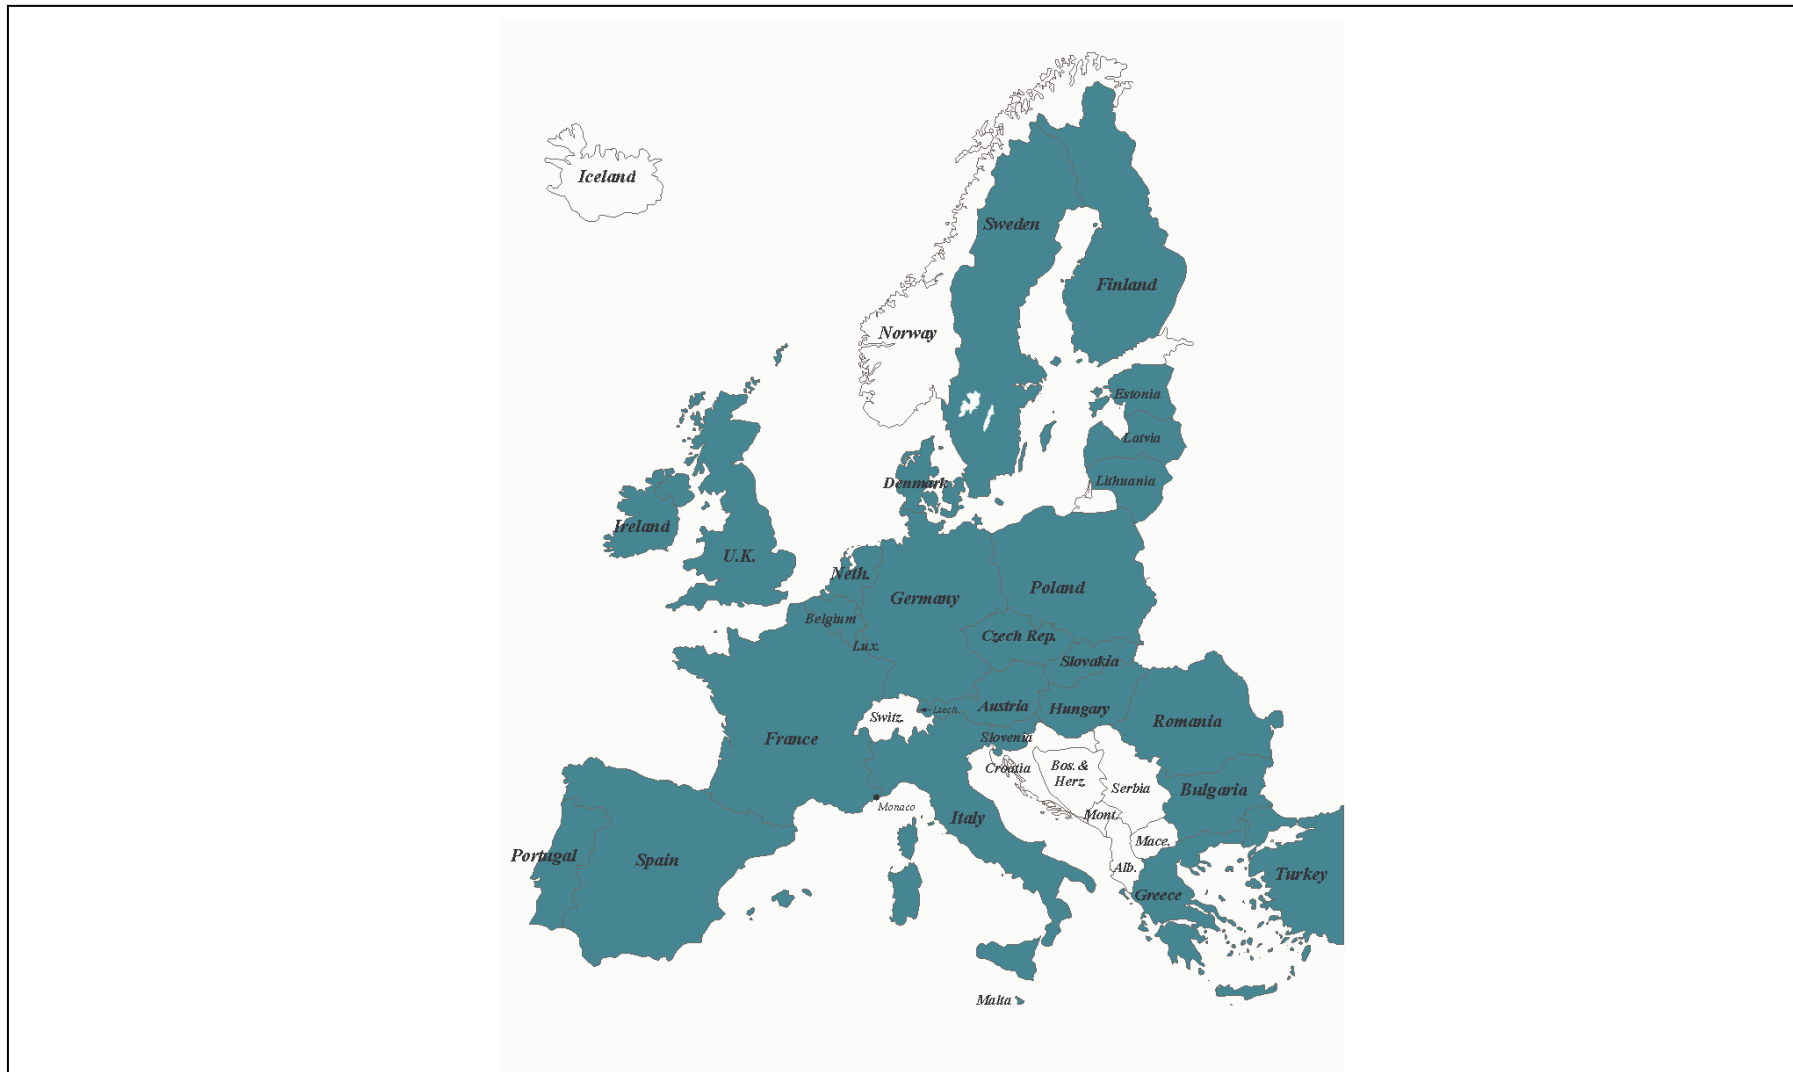 Iceland
Sweden
Finland
Norway
Estonia
Latvia
Lithuania
Denmark
Ireland
U.K.
Neth.
Germany
Poland
Belgium
Czech Rep.
Lux.
Slovakia
Switz.
Liech.
Austria
Hungary
Romania
France
Slovenia
Croatia
Bos. &
Herz.
Serbia
Bulgaria
Monaco
Italy
Mont.
Mace.
Portugal
Spain
Alb.
Greece
Turkey
Malta